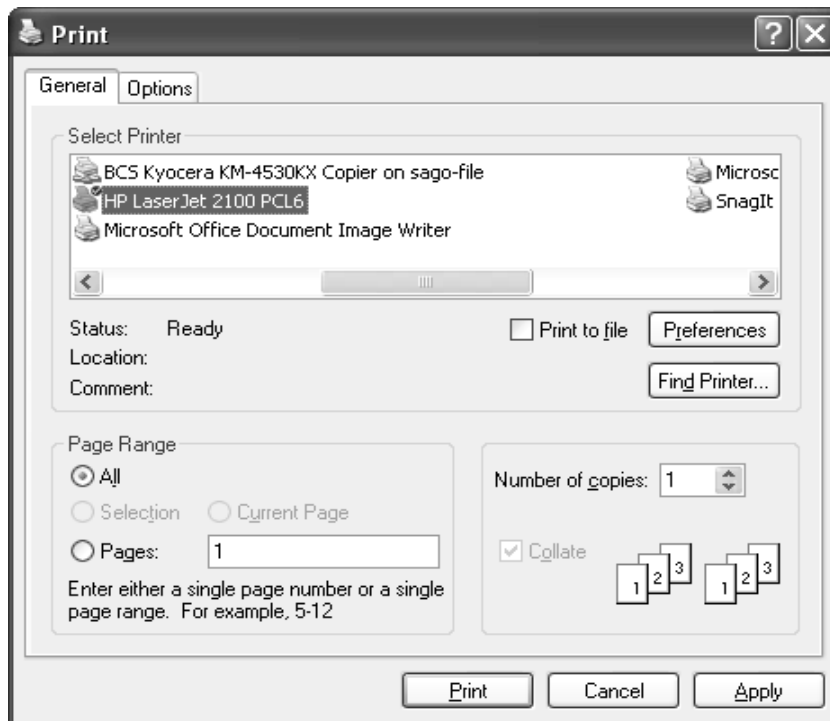 Print
General
Options
Select Printer
BCS Kyocera KM-4530KX Copier on sago-file
HP LaserJet 2100 PCL6
Microsoft Office Document Image Writer
Microsc
SnagIt
Status: Ready
Location:
Comment:
Print to file
Preferences
Find Printer...
Page Range
All
Selection
Current Page
Pages: 1
Enter either a single page number or a single
page range. For example, 5-12
Number of copies: 1
Collate
1 2 3 1 2 3
Print
Cancel
Apply